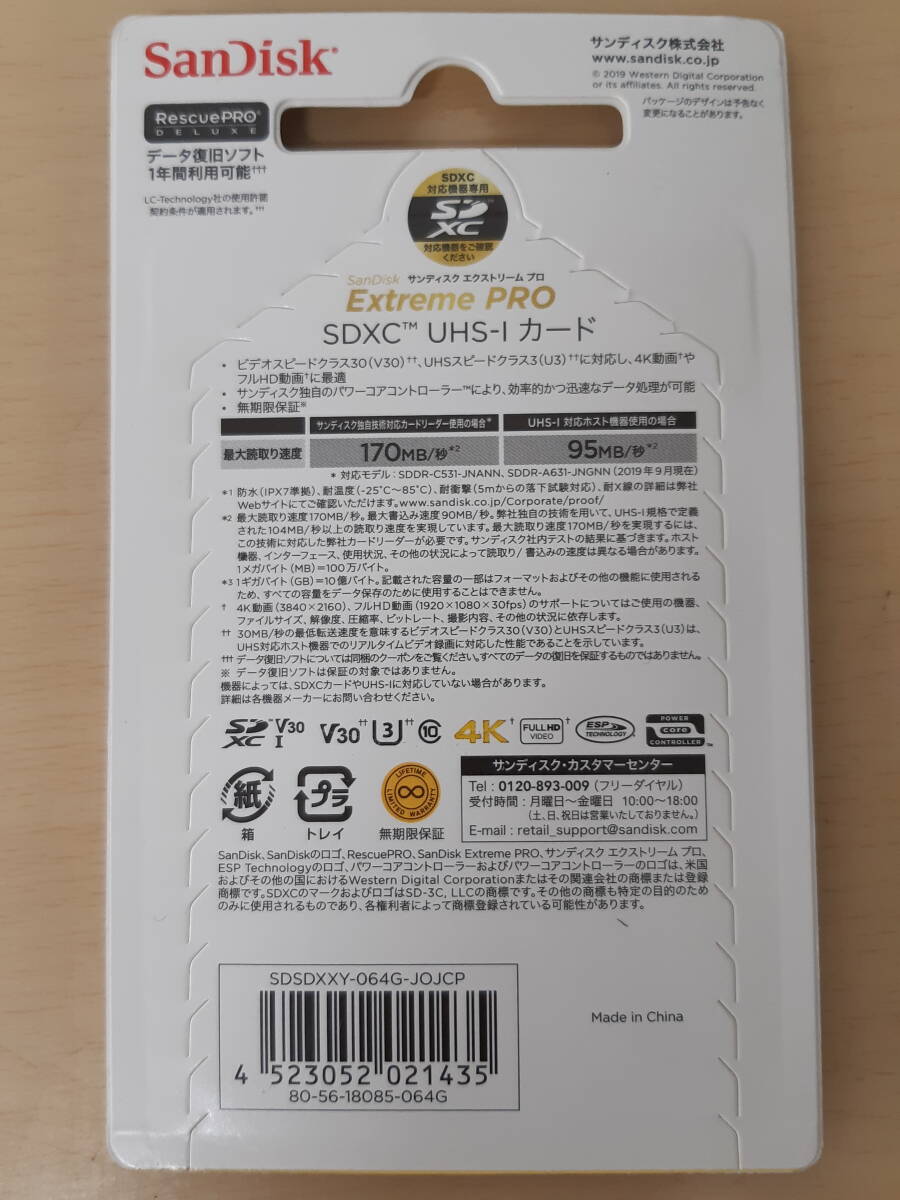 SanDisk
RescuePRO®
DELUXE
データ復旧ソフト
1年間利用可能†††
LC-Technology社の使用許諾
契約条件が適用されます。†††
サンディスク株式会社
www.sandisk.co.jp
© 2019 Western Digital Corporation
or its affiliates. All rights reserved.
パッケージのデザインは予告なく
変更になることがあります。
SDXC
対応機器専用
SD XC™
対応機器をご確認
ください
SanDisk サンディスク エクストリーム プロ
Extreme PRO
SDXC™ UHS-I カード
• ビデオスピードクラス30(V30)††、UHSスピードクラス3(U3)††に対応し、4K動画†や
フルHD動画†に最適
• サンディスク独自のパワーコアコントローラー™により、効率的かつ迅速なデータ処理が可能
• 無期限保証※
サンディスク独自技術対応カードリーダー使用の場合* UHS-I 対応ホスト機器使用の場合
最大読取り速度 170MB/秒*2 95MB/秒*2
* 対応モデル：SDDR-C531-JNANN、SDDR-A631-JNGNN (2019年9月現在)
*1 防水(IPX7準拠)、耐温度(-25℃~85℃)、耐衝撃(5mからの落下試験対応)、耐X線の詳細は弊社
Webサイトにてご確認いただけます。www.sandisk.co.jp/Corporate/proof/
*2 最大読取り速度170MB/秒。最大書込み速度90MB/秒。弊社独自の技術を用いて、UHS-I規格で定義
された104MB/秒以上の読取り速度を実現しています。最大読取り速度170MB/秒を実現するには、
この技術に対応した弊社カードリーダーが必要です。サンディスク社内テストの結果に基づきます。ホスト
機器、インターフェース、使用状況、その他の状況によって読取り/書込みの速度は異なる場合があります。
1メガバイト(MB)=100万バイト。
*3 1ギガバイト(GB)=10億バイト。記載された容量の一部はフォーマットおよびその他の機能に使用される
ため、すべての容量をデータ保存のために使用することはできません。
† 4K動画(3840×2160)、フルHD動画(1920×1080×30fps)のサポートについてはご使用の機器、
ファイルサイズ、解像度、圧縮率、ビットレート、撮影内容、その他の状況に依存します。
†† 30MB/秒の最低転送速度を意味するビデオスピードクラス30(V30)とUHSスピードクラス3(U3)は、
UHS対応ホスト機器でのリアルタイムビデオ録画に対応した性能であることを示しています。
††† データ復旧ソフトについては同梱のクーポンをご覧ください。すべてのデータの復旧を保証するものではありません。
※ データ復旧ソフトは保証の対象ではありません。
機器によっては、SDXCカードやUHS-Iに対応していない場合があります。
詳細は各機器メーカーにお問い合わせください。
SD XC™ V30 I V30†† U3†† 10 4K† FULL HD VIDEO† ESP TECHNOLOGY™ POWER core CONTROLLER™
紙 プラ LIFETIME LIMITED WARRANTY
箱 トレイ 無期限保証
サンディスク・カスタマーセンター
Tel : 0120-893-009 (フリーダイヤル)
受付時間：月曜日〜金曜日 10:00〜18:00
(土、日、祝日は営業いたしておりません。)
E-mail : retail_support@sandisk.com
SanDisk、SanDiskのロゴ、RescuePRO、SanDisk Extreme PRO、サンディスク エクストリーム プロ、
ESP Technologyのロゴ、パワーコアコントローラーおよびパワーコアコントローラーのロゴは、米国
およびその他の国におけるWestern Digital Corporationまたはその関連会社の商標または登録
商標です。SDXCのマークおよびロゴはSD-3C, LLCの商標です。その他の商標も特定の目的のため
のみに使用されるものであり、各権利者によって商標登録されている可能性があります。
SDSDXXY-064G-JOJCP
4 523052 021435
80-56-18085-064G
Made in China